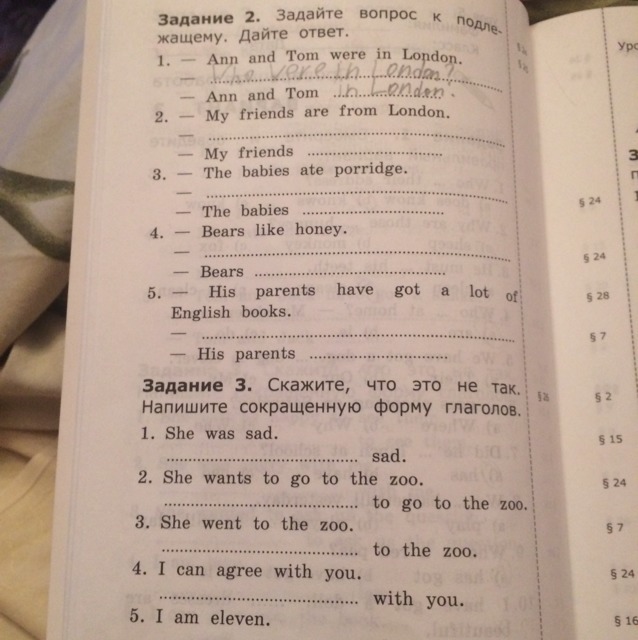 Задание 2. Задайте вопрос к подле-
жащему. Дайте ответ.
1. — Ann and Tom were in London.
— Who were in London?
— Ann and Tom in London.
2. — My friends are from London.
— ..............................
— My friends ..............................
3. — The babies ate porridge.
— ..............................
— The babies ..............................
4. — Bears like honey.
— ..............................
— Bears ..............................
5. — His parents have got a lot of
English books.
— ..............................
— His parents ..............................
Задание 3. Скажите, что это не так.
Напишите сокращенную форму глаголов.
1. She was sad.
.............................. sad.
2. She wants to go to the zoo.
.............................. to go to the zoo.
3. She went to the zoo.
.............................. to the zoo.
4. I can agree with you.
.............................. with you.
5. I am eleven.
§ 24
§ 24
§ 28
§ 7
§ 2
§ 15
§ 24
§ 7
§ 24
§ 16